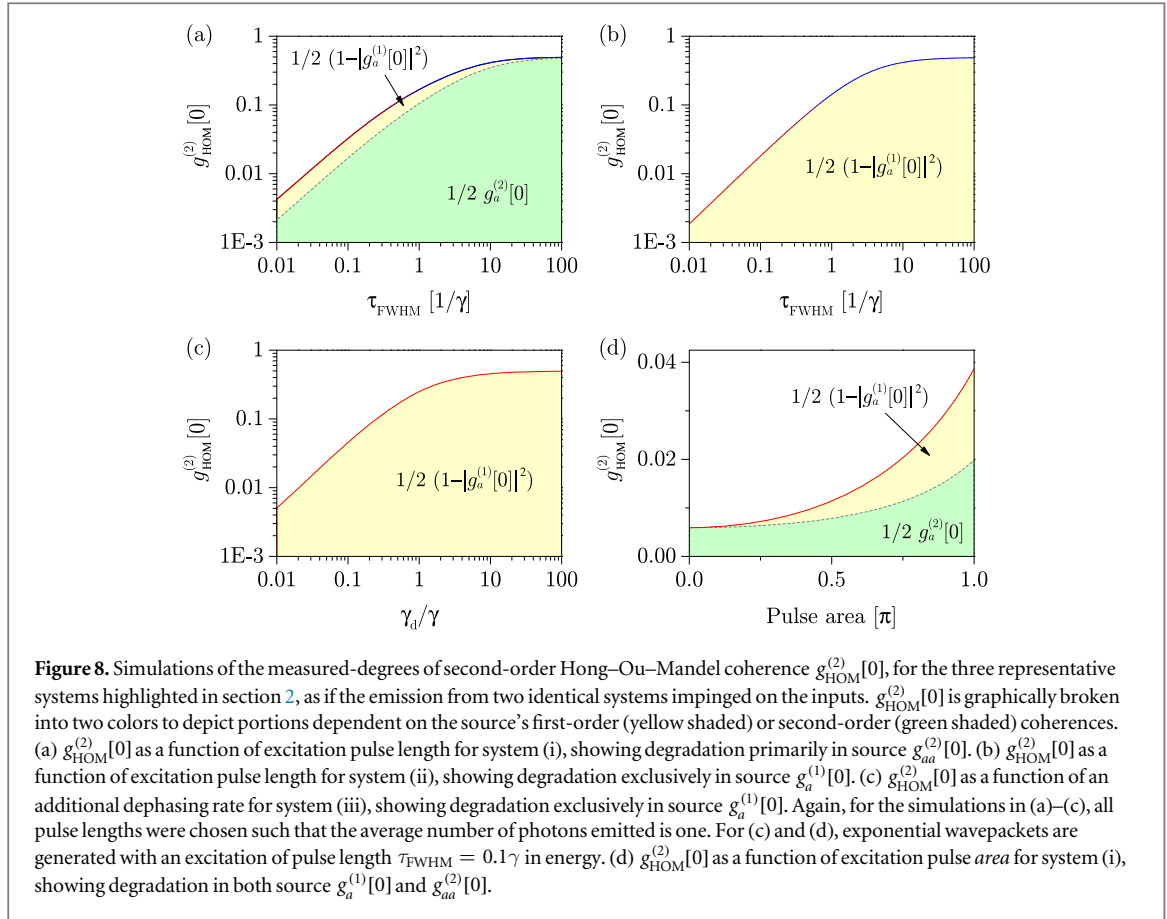 (a)
1
0.1
0.01
1E-3
g_HOM^(2)[0]
1/2 (1−|g_a^(1)[0]|²)
1/2 g_a^(2)[0]
0.01 0.1 1 10 100
τ_FWHM [1/γ]
(b)
1
0.1
0.01
1E-3
g_HOM^(2)[0]
1/2 (1−|g_a^(1)[0]|²)
0.01 0.1 1 10 100
τ_FWHM [1/γ]
(c)
1
0.1
0.01
1E-3
g_HOM^(2)[0]
1/2 (1−|g_a^(1)[0]|²)
0.01 0.1 1 10 100
γ_d/γ
(d)
0.04
0.02
0.00
g_HOM^(2)[0]
1/2 (1−|g_a^(1)[0]|²)
1/2 g_a^(2)[0]
0.0 0.5 1.0
Pulse area [π]
Figure 8. Simulations of the measured-degrees of second-order Hong–Ou–Mandel coherence g_HOM^(2)[0], for the three representative
systems highlighted in section 2, as if the emission from two identical systems impinged on the inputs. g_HOM^(2)[0] is graphically broken
into two colors to depict portions dependent on the source's first-order (yellow shaded) or second-order (green shaded) coherences.
(a) g_HOM^(2)[0] as a function of excitation pulse length for system (i), showing degradation primarily in source g_aa^(2)[0]. (b) g_HOM^(2)[0] as a
function of excitation pulse length for system (ii), showing degradation exclusively in source g_a^(1)[0]. (c) g_HOM^(2)[0] as a function of an
additional dephasing rate for system (iii), showing degradation exclusively in source g_a^(1)[0]. Again, for the simulations in (a)–(c), all
pulse lengths were chosen such that the average number of photons emitted is one. For (c) and (d), exponential wavepackets are
generated with an excitation of pulse length τ_FWHM = 0.1γ in energy. (d) g_HOM^(2)[0] as a function of excitation pulse area for system (i),
showing degradation in both source g_a^(1)[0] and g_aa^(2)[0].